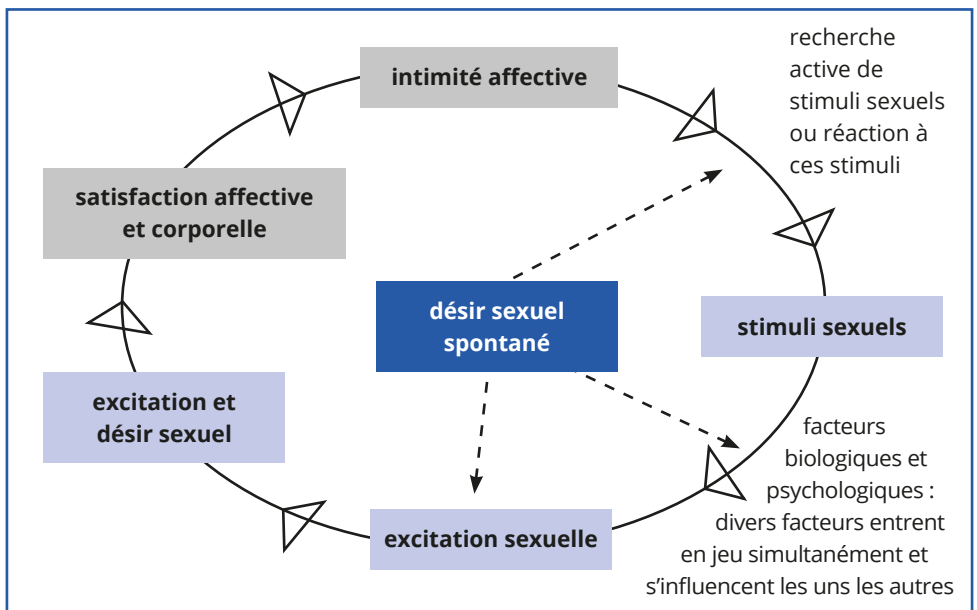 intimité affective
recherche
active de
stimuli sexuels
ou réaction à
ces stimuli
satisfaction affective
et corporelle
désir sexuel
spontané
stimuli sexuels
excitation et
désir sexuel
facteurs
biologiques et
psychologiques :
divers facteurs entrent
en jeu simultanément et
s’influencent les uns les autres
excitation sexuelle